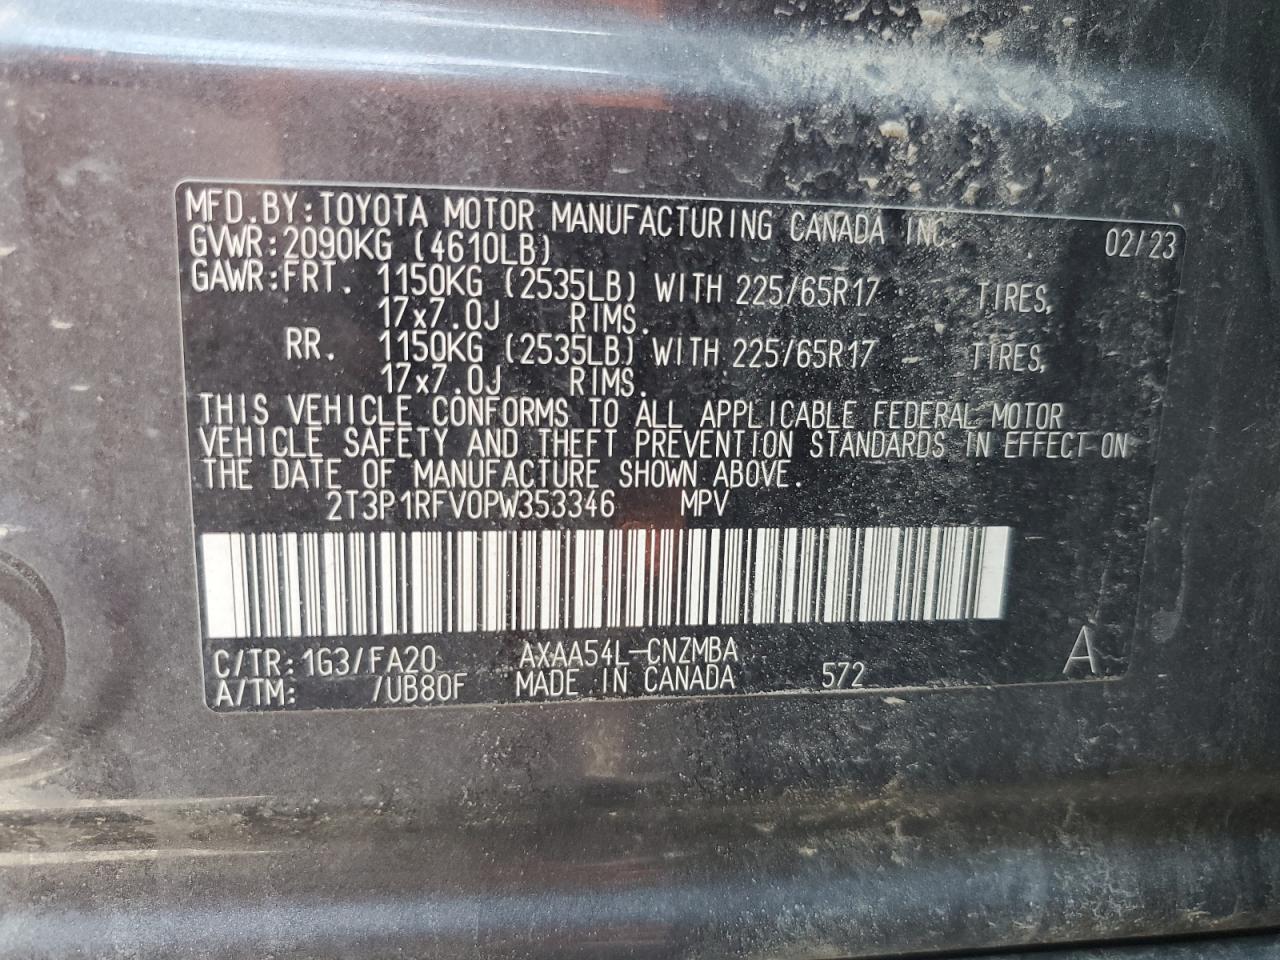 MFD.BY:TOYOTA MOTOR MANUFACTURING CANADA INC. 02/23
GVWR:2090KG (4610LB)
GAWR:FRT. 1150KG (2535LB) WITH 225/65R17 TIRES,
17x7.0J RIMS.
RR. 1150KG (2535LB) WITH 225/65R17 TIRES,
17x7.0J RIMS.
THIS VEHICLE CONFORMS TO ALL APPLICABLE FEDERAL MOTOR
VEHICLE SAFETY AND THEFT PREVENTION STANDARDS IN EFFECT ON
THE DATE OF MANUFACTURE SHOWN ABOVE.
2T3P1RFV0PW353346 MPV
C/TR:1G3/FA20 AXAA54L-CNZMBA A
A/TM: /UB80F MADE IN CANADA 572